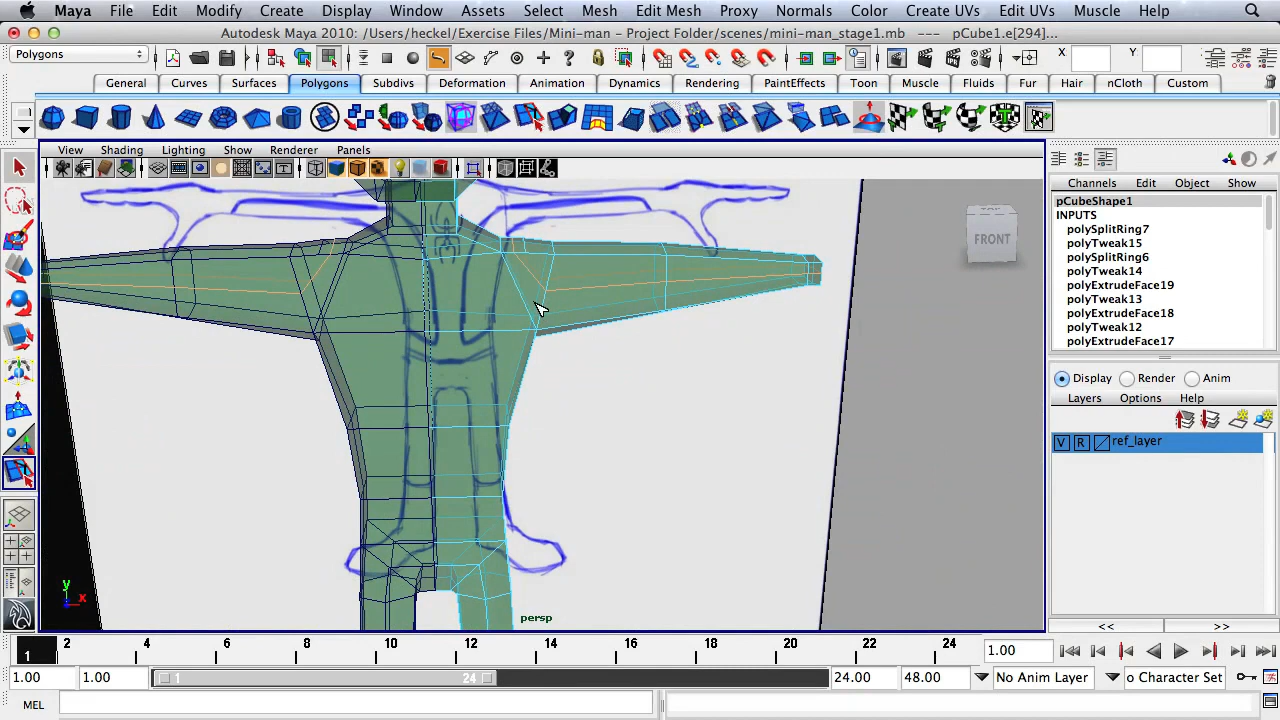 Maya File Edit Modify Create Display Window Assets Select Mesh Edit Mesh Proxy Normals Color Create UVs Edit UVs Muscle Help
Autodesk Maya 2010: /Users/heckel/Exercise Files/Mini-man - Project Folder/scenes/mini-man_stage1.mb --- pCube1.e[294]...
Polygons X Y
General Curves Surfaces Polygons Subdivs Deformation Animation Dynamics Rendering PaintEffects Toon Muscle Fluids Fur Hair nCloth Custom
View Shading Lighting Show Renderer Panels
Channels Edit Object Show
pCubeShape1
INPUTS
polySplitRing7
polyTweak15
polySplitRing6
polyTweak14
polyExtrudeFace19
polyTweak13
polyExtrudeFace18
polyTweak12
polyExtrudeFace17
TOP
FRONT
Display Render Anim
Layers Options Help
V R ref_layer
y
x
persp
<< >>
1 2 4 6 8 10 12 14 16 18 20 22 24 1.00
1.00 1.00 1 24 24.00 48.00 No Anim Layer o Character Set
MEL